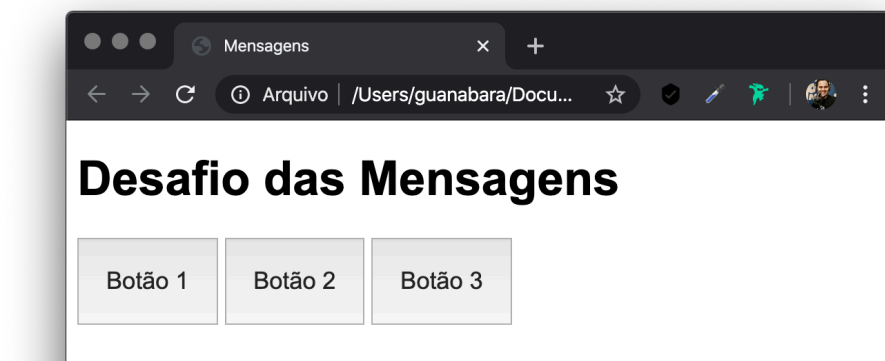 Mensagens
Arquivo /Users/guanabara/Docu...
Desafio das Mensagens
Botão 1 Botão 2 Botão 3